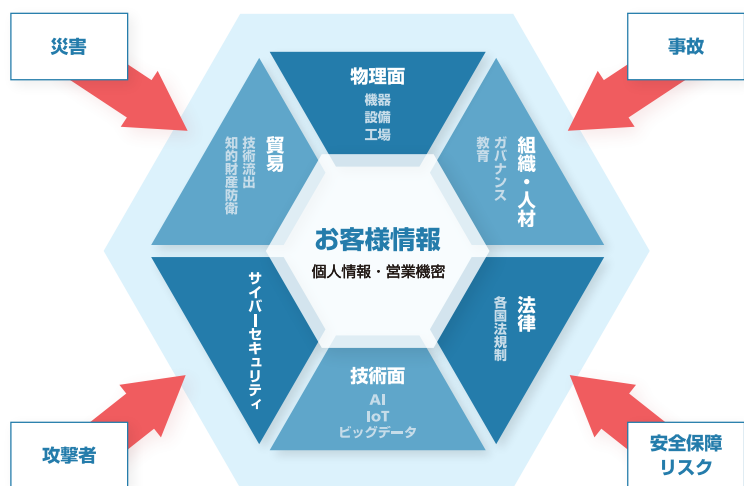 災害
事故
物理面
機器
設備
工場
貿易
技術流出
知的財産防衛
組織・人材
ガバナンス
教育
お客様情報
個人情報・営業機密
サイバーセキュリティ
法律
各国法規制
技術面
AI
IoT
ビッグデータ
攻撃者
安全保障
リスク